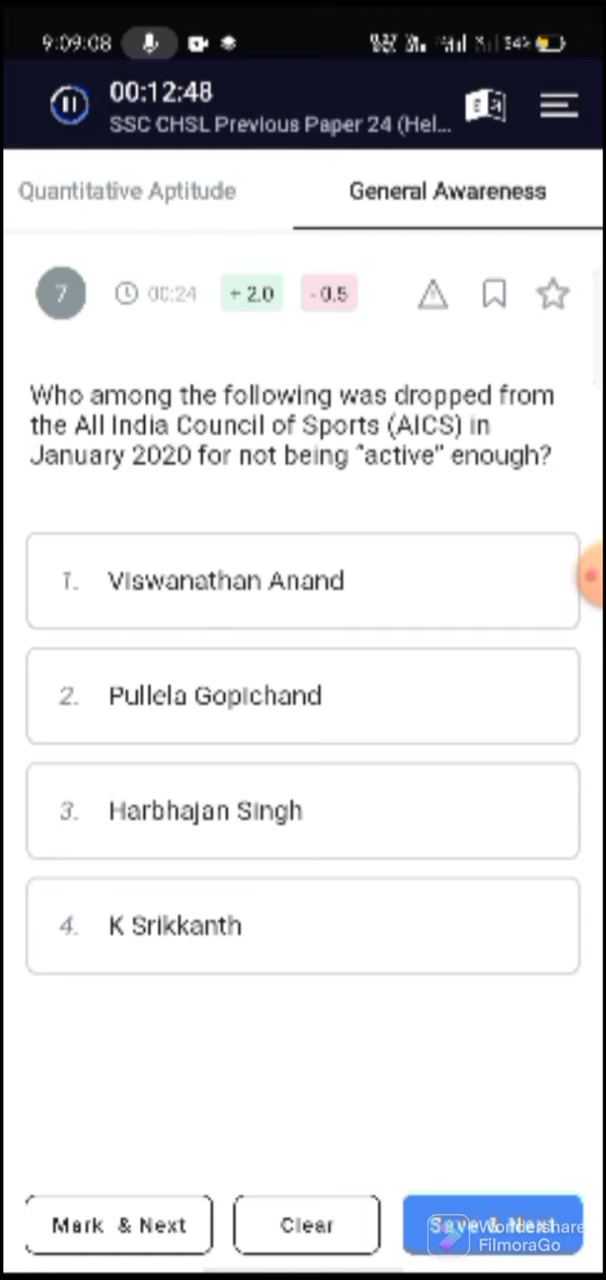 9:09:08
54%
00:12:48
SSC CHSL Previous Paper 24 (Hel...
Quantitative Aptitude
General Awareness
7
00:24
+ 2.0
- 0.5
Who among the following was dropped from
the All India Council of Sports (AICS) in
January 2020 for not being "active" enough?
1. Viswanathan Anand
2. Pullela Gopichand
3. Harbhajan Singh
4. K Srikkanth
Mark & Next
Clear
Save & Next
Wondershare
FilmoraGo